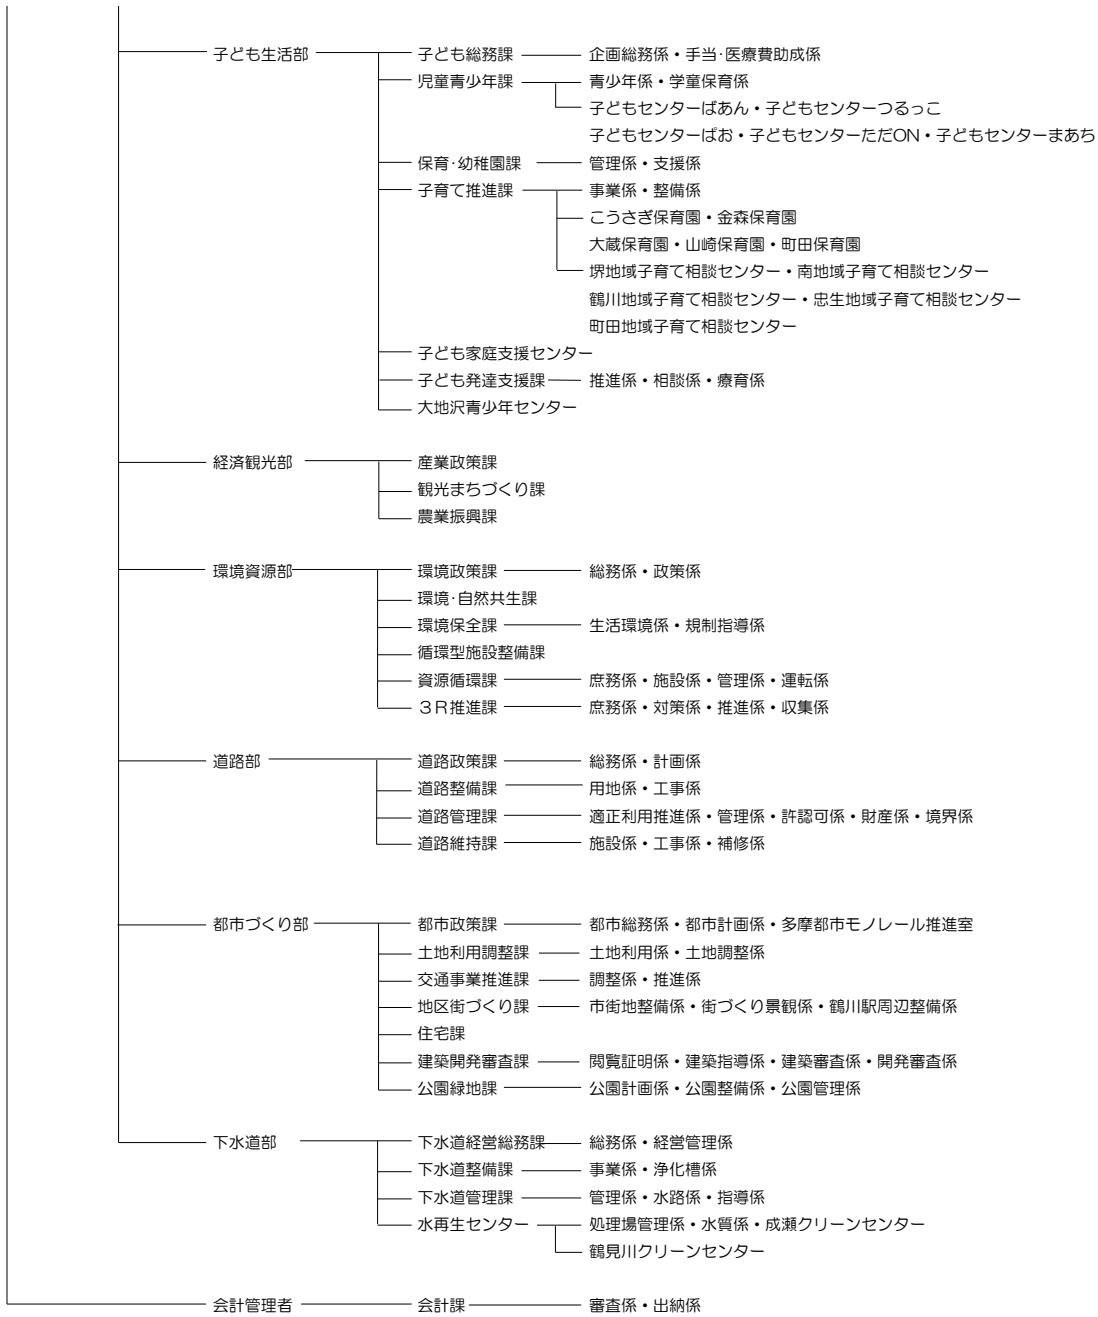 子ども生活部 子ども総務課 企画総務係・手当·医療費助成係
児童青少年課 青少年係・学童保育係
子どもセンターばあん・子どもセンターつるっこ
子どもセンターぱお・子どもセンターただON・子どもセンターまあち
保育·幼稚園課 管理係・支援係
子育て推進課 事業係・整備係
こうさぎ保育園・金森保育園
大蔵保育園・山崎保育園・町田保育園
堺地域子育て相談センター・南地域子育て相談センター
鶴川地域子育て相談センター・忠生地域子育て相談センター
町田地域子育て相談センター
子ども家庭支援センター
子ども発達支援課 推進係・相談係・療育係
大地沢青少年センター
経済観光部 産業政策課
観光まちづくり課
農業振興課
環境資源部 環境政策課 総務係・政策係
環境·自然共生課
環境保全課 生活環境係・規制指導係
循環型施設整備課
資源循環課 庶務係・施設係・管理係・運転係
３Ｒ推進課 庶務係・対策係・推進係・収集係
道路部 道路政策課 総務係・計画係
道路整備課 用地係・工事係
道路管理課 適正利用推進係・管理係・許認可係・財産係・境界係
道路維持課 施設係・工事係・補修係
都市づくり部 都市政策課 都市総務係・都市計画係・多摩都市モノレール推進室
土地利用調整課 土地利用係・土地調整係
交通事業推進課 調整係・推進係
地区街づくり課 市街地整備係・街づくり景観係・鶴川駅周辺整備係
住宅課
建築開発審査課 閲覧証明係・建築指導係・建築審査係・開発審査係
公園緑地課 公園計画係・公園整備係・公園管理係
下水道部 下水道経営総務課 総務係・経営管理係
下水道整備課 事業係・浄化槽係
下水道管理課 管理係・水路係・指導係
水再生センター 処理場管理係・水質係・成瀬クリーンセンター
鶴見川クリーンセンター
会計管理者 会計課 審査係・出納係